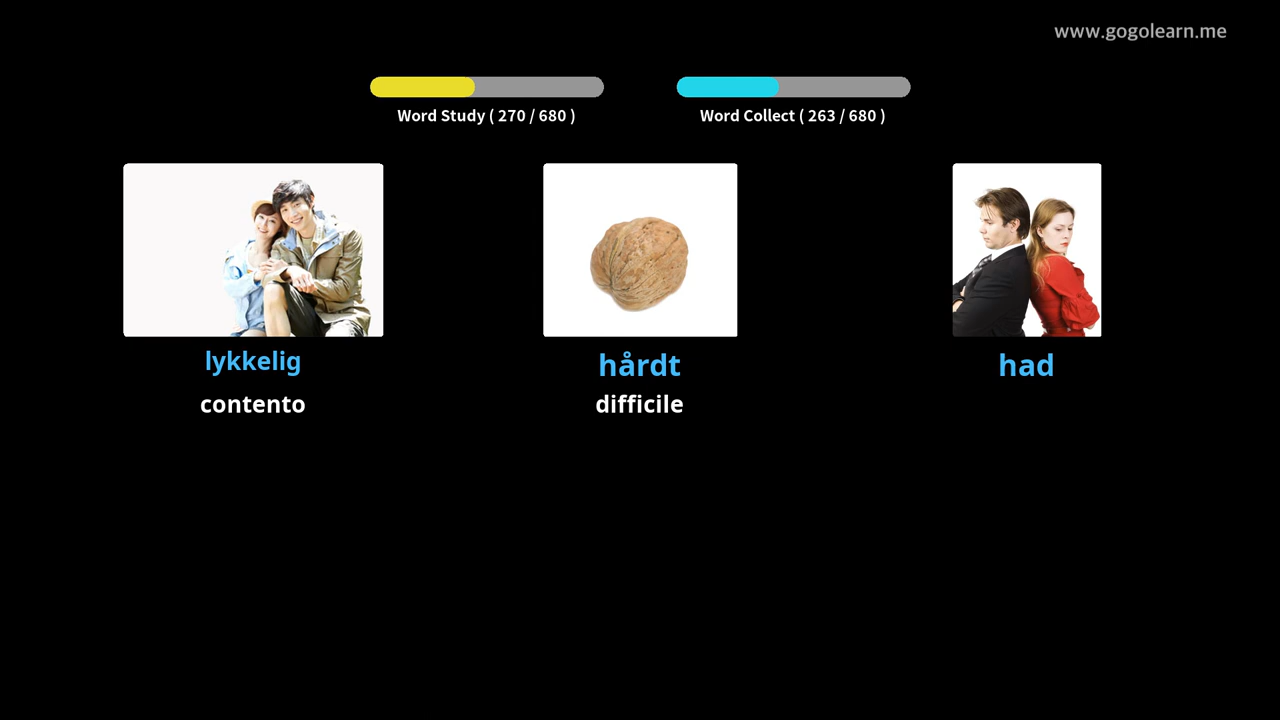 www.gogolearn.me
Word Study ( 270 / 680 )
Word Collect ( 263 / 680 )
lykkelig
hårdt
had
contento
difficile